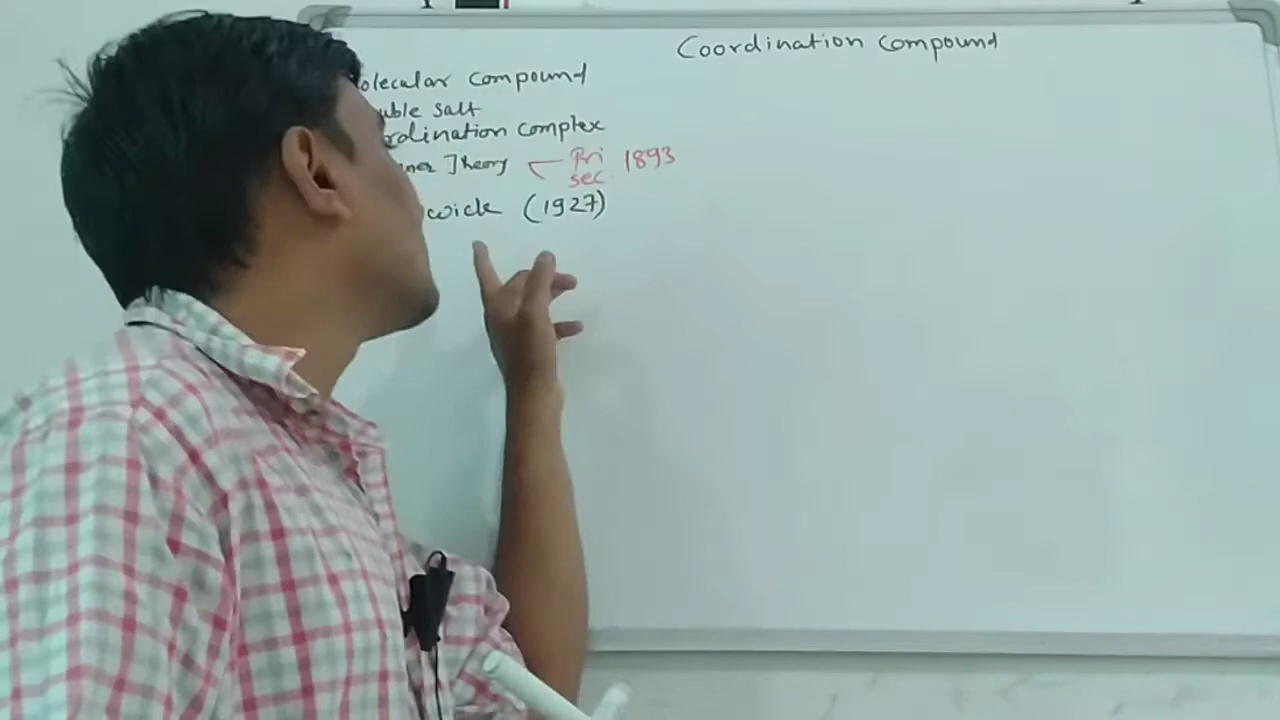 Coordination Compound
olecular compound
uble salt
rdination complex
ner Theory Pri 1893
sec.
wick (1927)